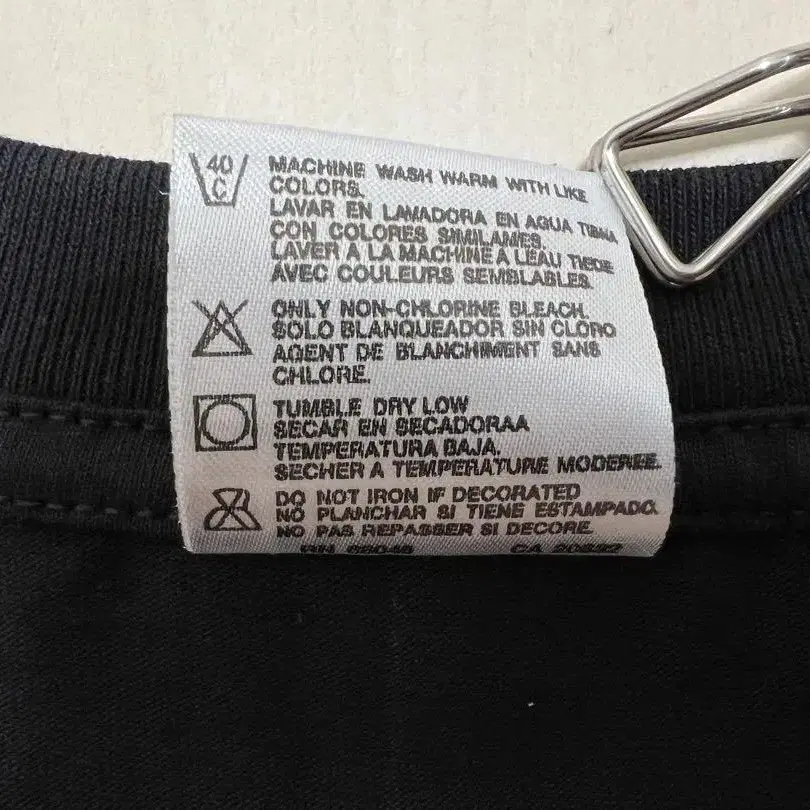 40
C
MACHINE WASH WARM WITH LIKE
COLORS.
LAVAR EN LAVADORA EN AGUA
CON COLORES
LAVER A LA MACHINE A LEAU TIEDE
AVEC COULEURS SEMBLABLES.
ONLY NON-CHLORINE BLEACH.
SOLO BLANQUEADOR SIN CLORO
AGENT DE BLANCHIMENT SANS
CHLORE.
TUMBLE DRY LOW
SECAR EN SECADORAA
TEMPERATURA BAJA.
SECHER A TEMPERATURE MODEREE.
DO NOT IRON IF DECORATED
NO PLANCHAR SI TIENE ESTAMPADO.
NO PAS REPASSER SI DECORE.
RN CA